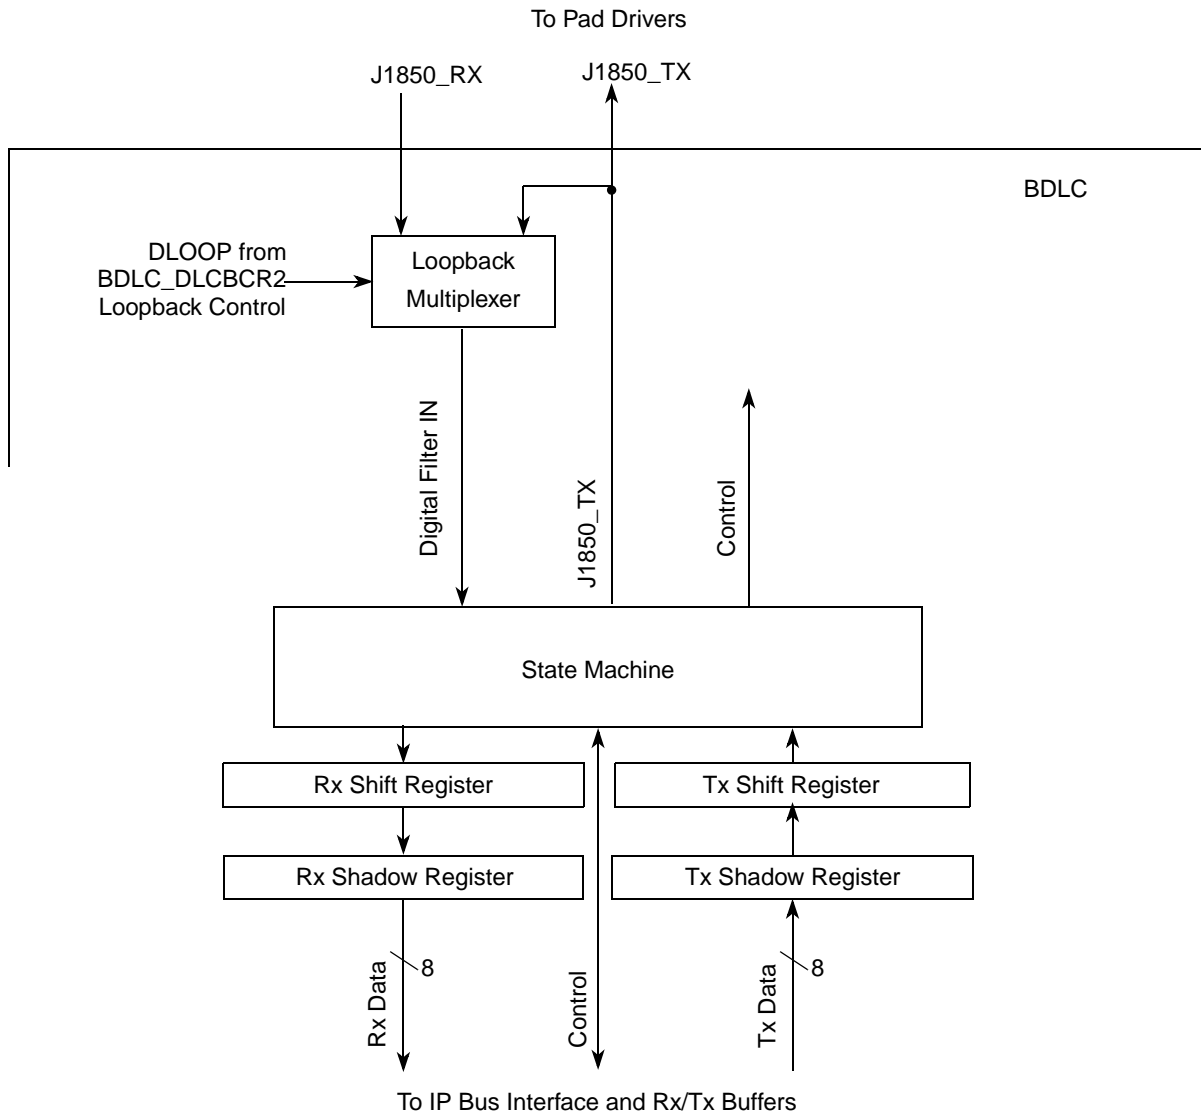 To Pad Drivers
J1850_RX
J1850_TX
BDLC
DLOOP from
BDLC_DLCBCR2
Loopback Control
Loopback
Multiplexer
Digital Filter IN
J1850_TX
Control
State Machine
Rx Shift Register
Tx Shift Register
Rx Shadow Register
Tx Shadow Register
Rx Data
8
Control
Tx Data
8
To IP Bus Interface and Rx/Tx Buffers